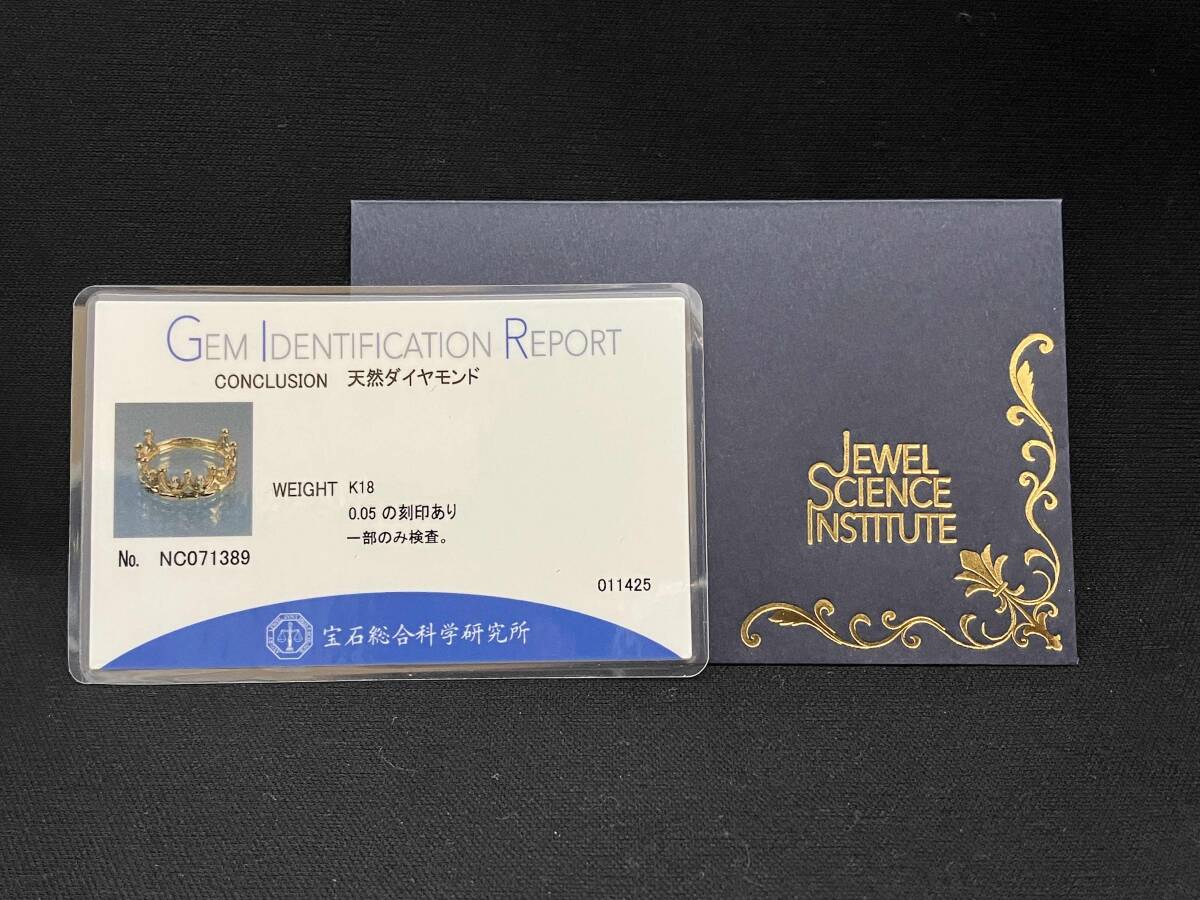 GEM IDENTIFICATION REPORT
CONCLUSION 天然ダイヤモンド
WEIGHT K18
0.05 の刻印あり
一部のみ検査。
No. NC071389
011425
宝石総合科学研究所
JEWEL
SCIENCE
INSTITUTE